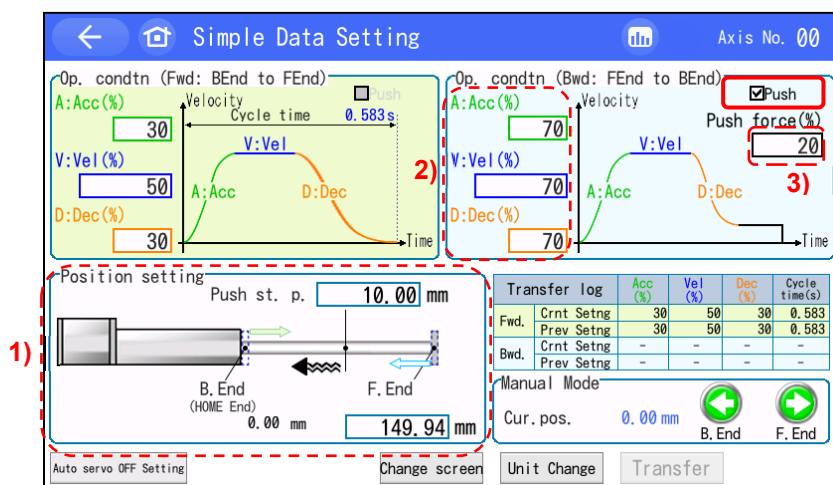 Simple Data Setting
Axis No. 00
Op. condtn (Fwd: BEnd to FEnd)
Push
A:Acc(%)
30
V:Vel(%)
50
D:Dec(%)
30
Velocity
Cycle time
0.583s
V:Vel
A:Acc
D:Dec
Time
2)
Op. condtn (Bwd: FEnd to BEnd)
Push
A:Acc(%)
70
V:Vel(%)
70
D:Dec(%)
70
Velocity
Push force(%)
20
3)
V:Vel
A:Acc
D:Dec
Time
1)
Position setting
Push st. p. 10.00 mm
B. End
(HOME End)
0.00 mm
F. End
149.94 mm
Transfer log Acc (%) Vel (%) Dec (%) Cycle time(s)
Fwd. Crnt Setng 30 50 30 0.583
Prev Setng 30 50 30 0.583
Bwd. Crnt Setng - - - -
Prev Setng - - - -
Manual Mode
Cur. pos. 0.00 mm
B. End
F. End
Auto servo OFF Setting
Change screen
Unit Change
Transfer